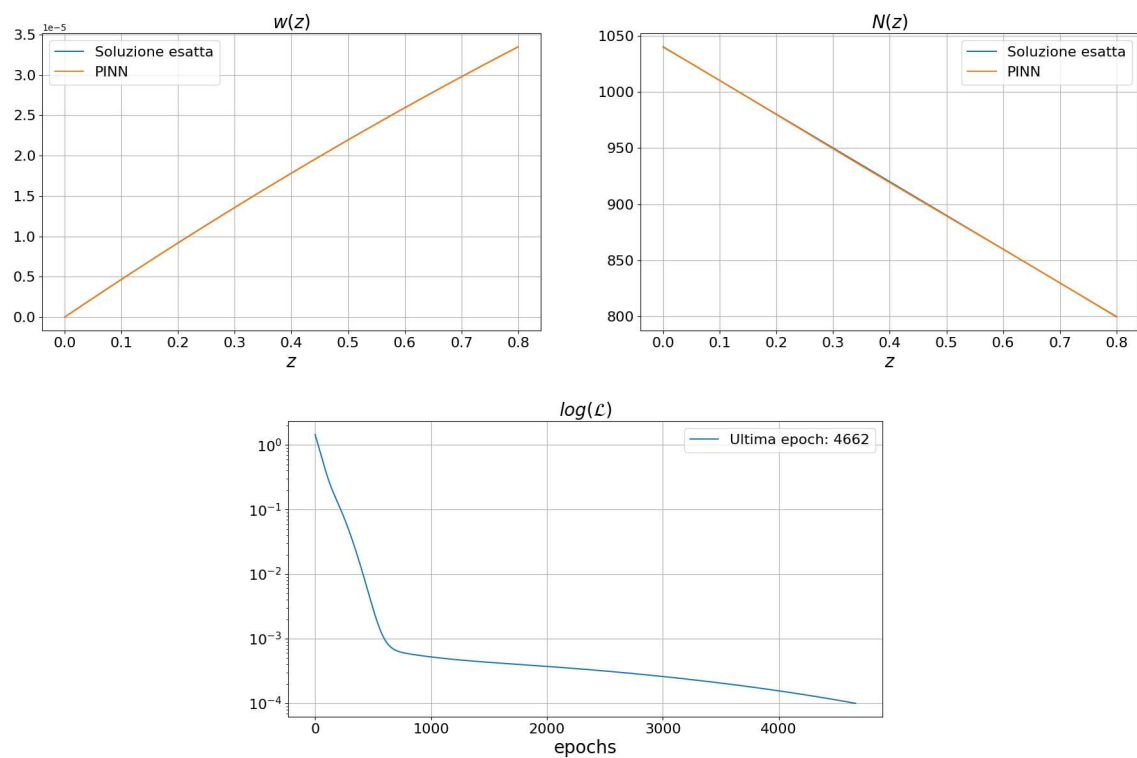 w(z)
1e−5
3.5
3.0
2.5
2.0
1.5
1.0
0.5
0.0
Soluzione esatta
PINN
0.0 0.1 0.2 0.3 0.4 0.5 0.6 0.7 0.8
z
N(z)
1050
1000
950
900
850
800
Soluzione esatta
PINN
0.0 0.1 0.2 0.3 0.4 0.5 0.6 0.7 0.8
z
log(ℒ)
10⁰
10⁻¹
10⁻²
10⁻³
10⁻⁴
Ultima epoch: 4662
0 1000 2000 3000 4000
epochs